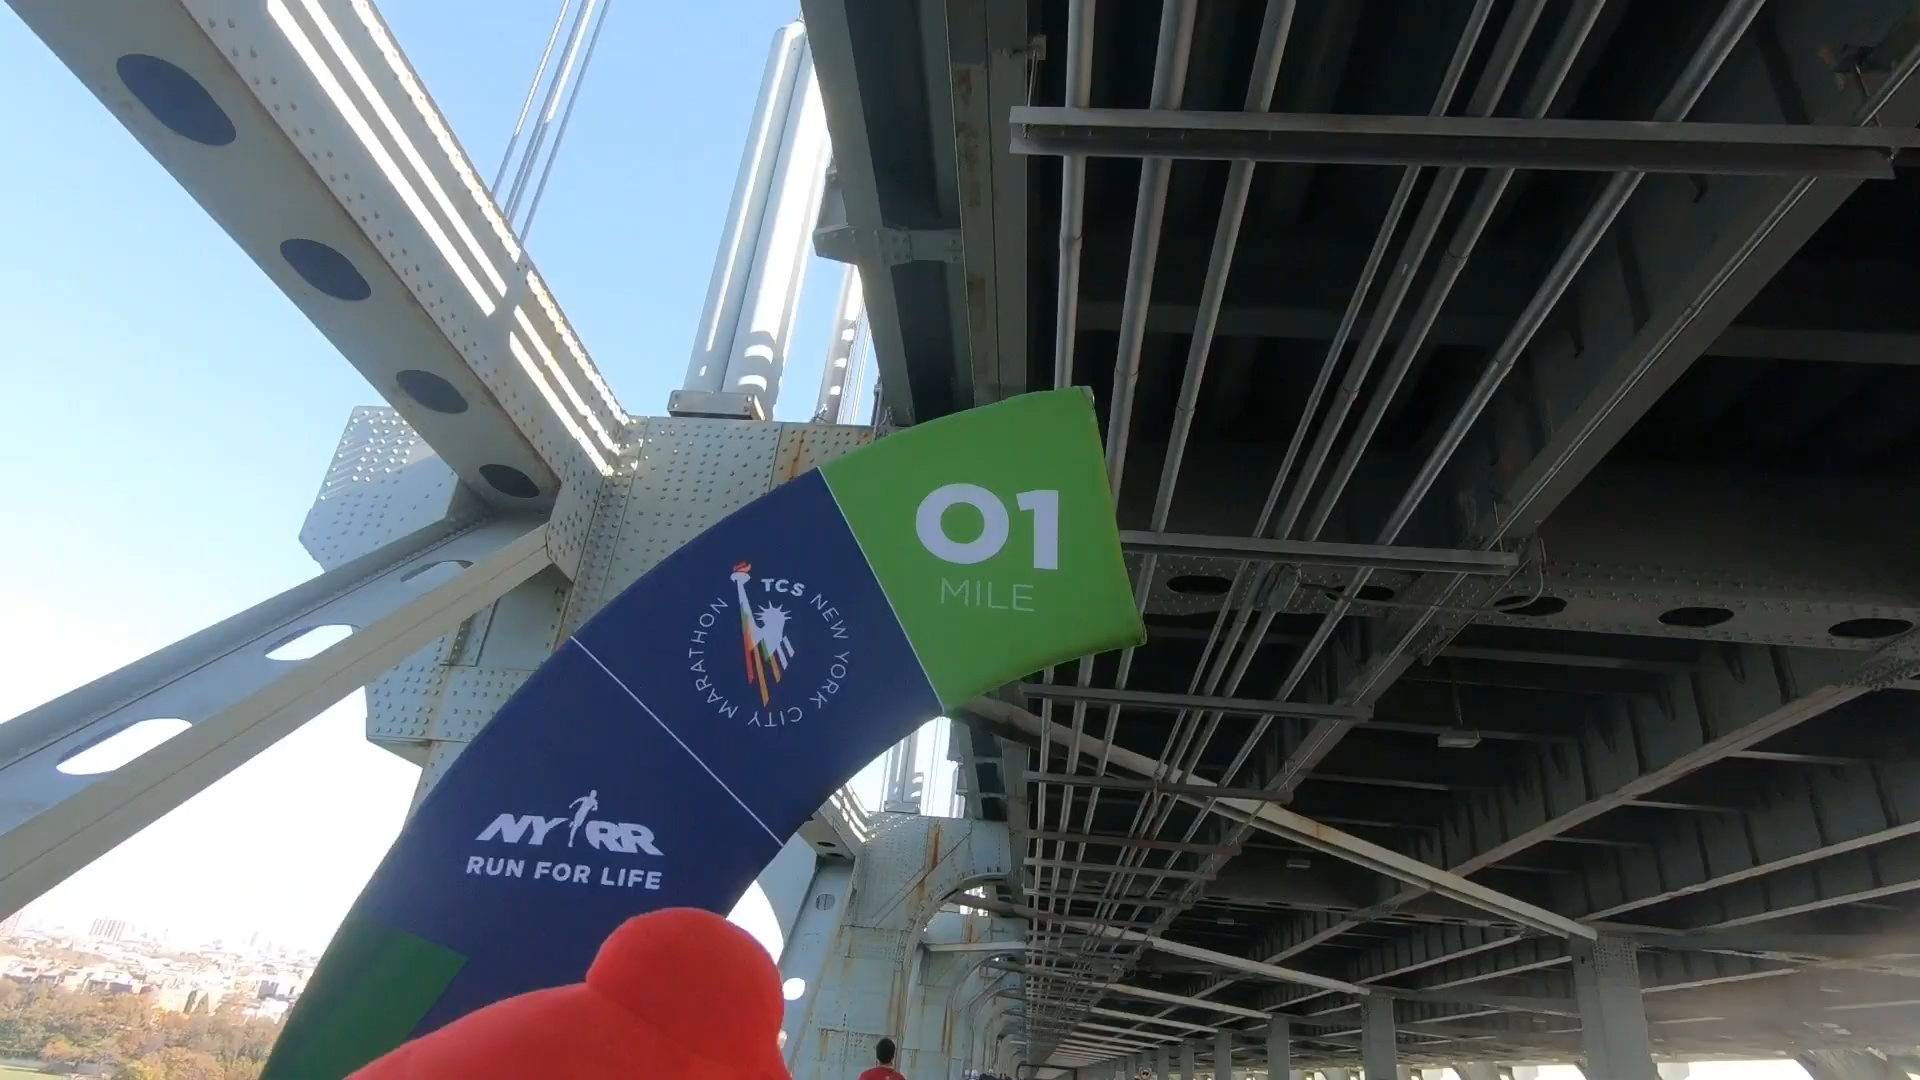 01
MILE
TCS NEW YORK CITY MARATHON
NYRR
RUN FOR LIFE